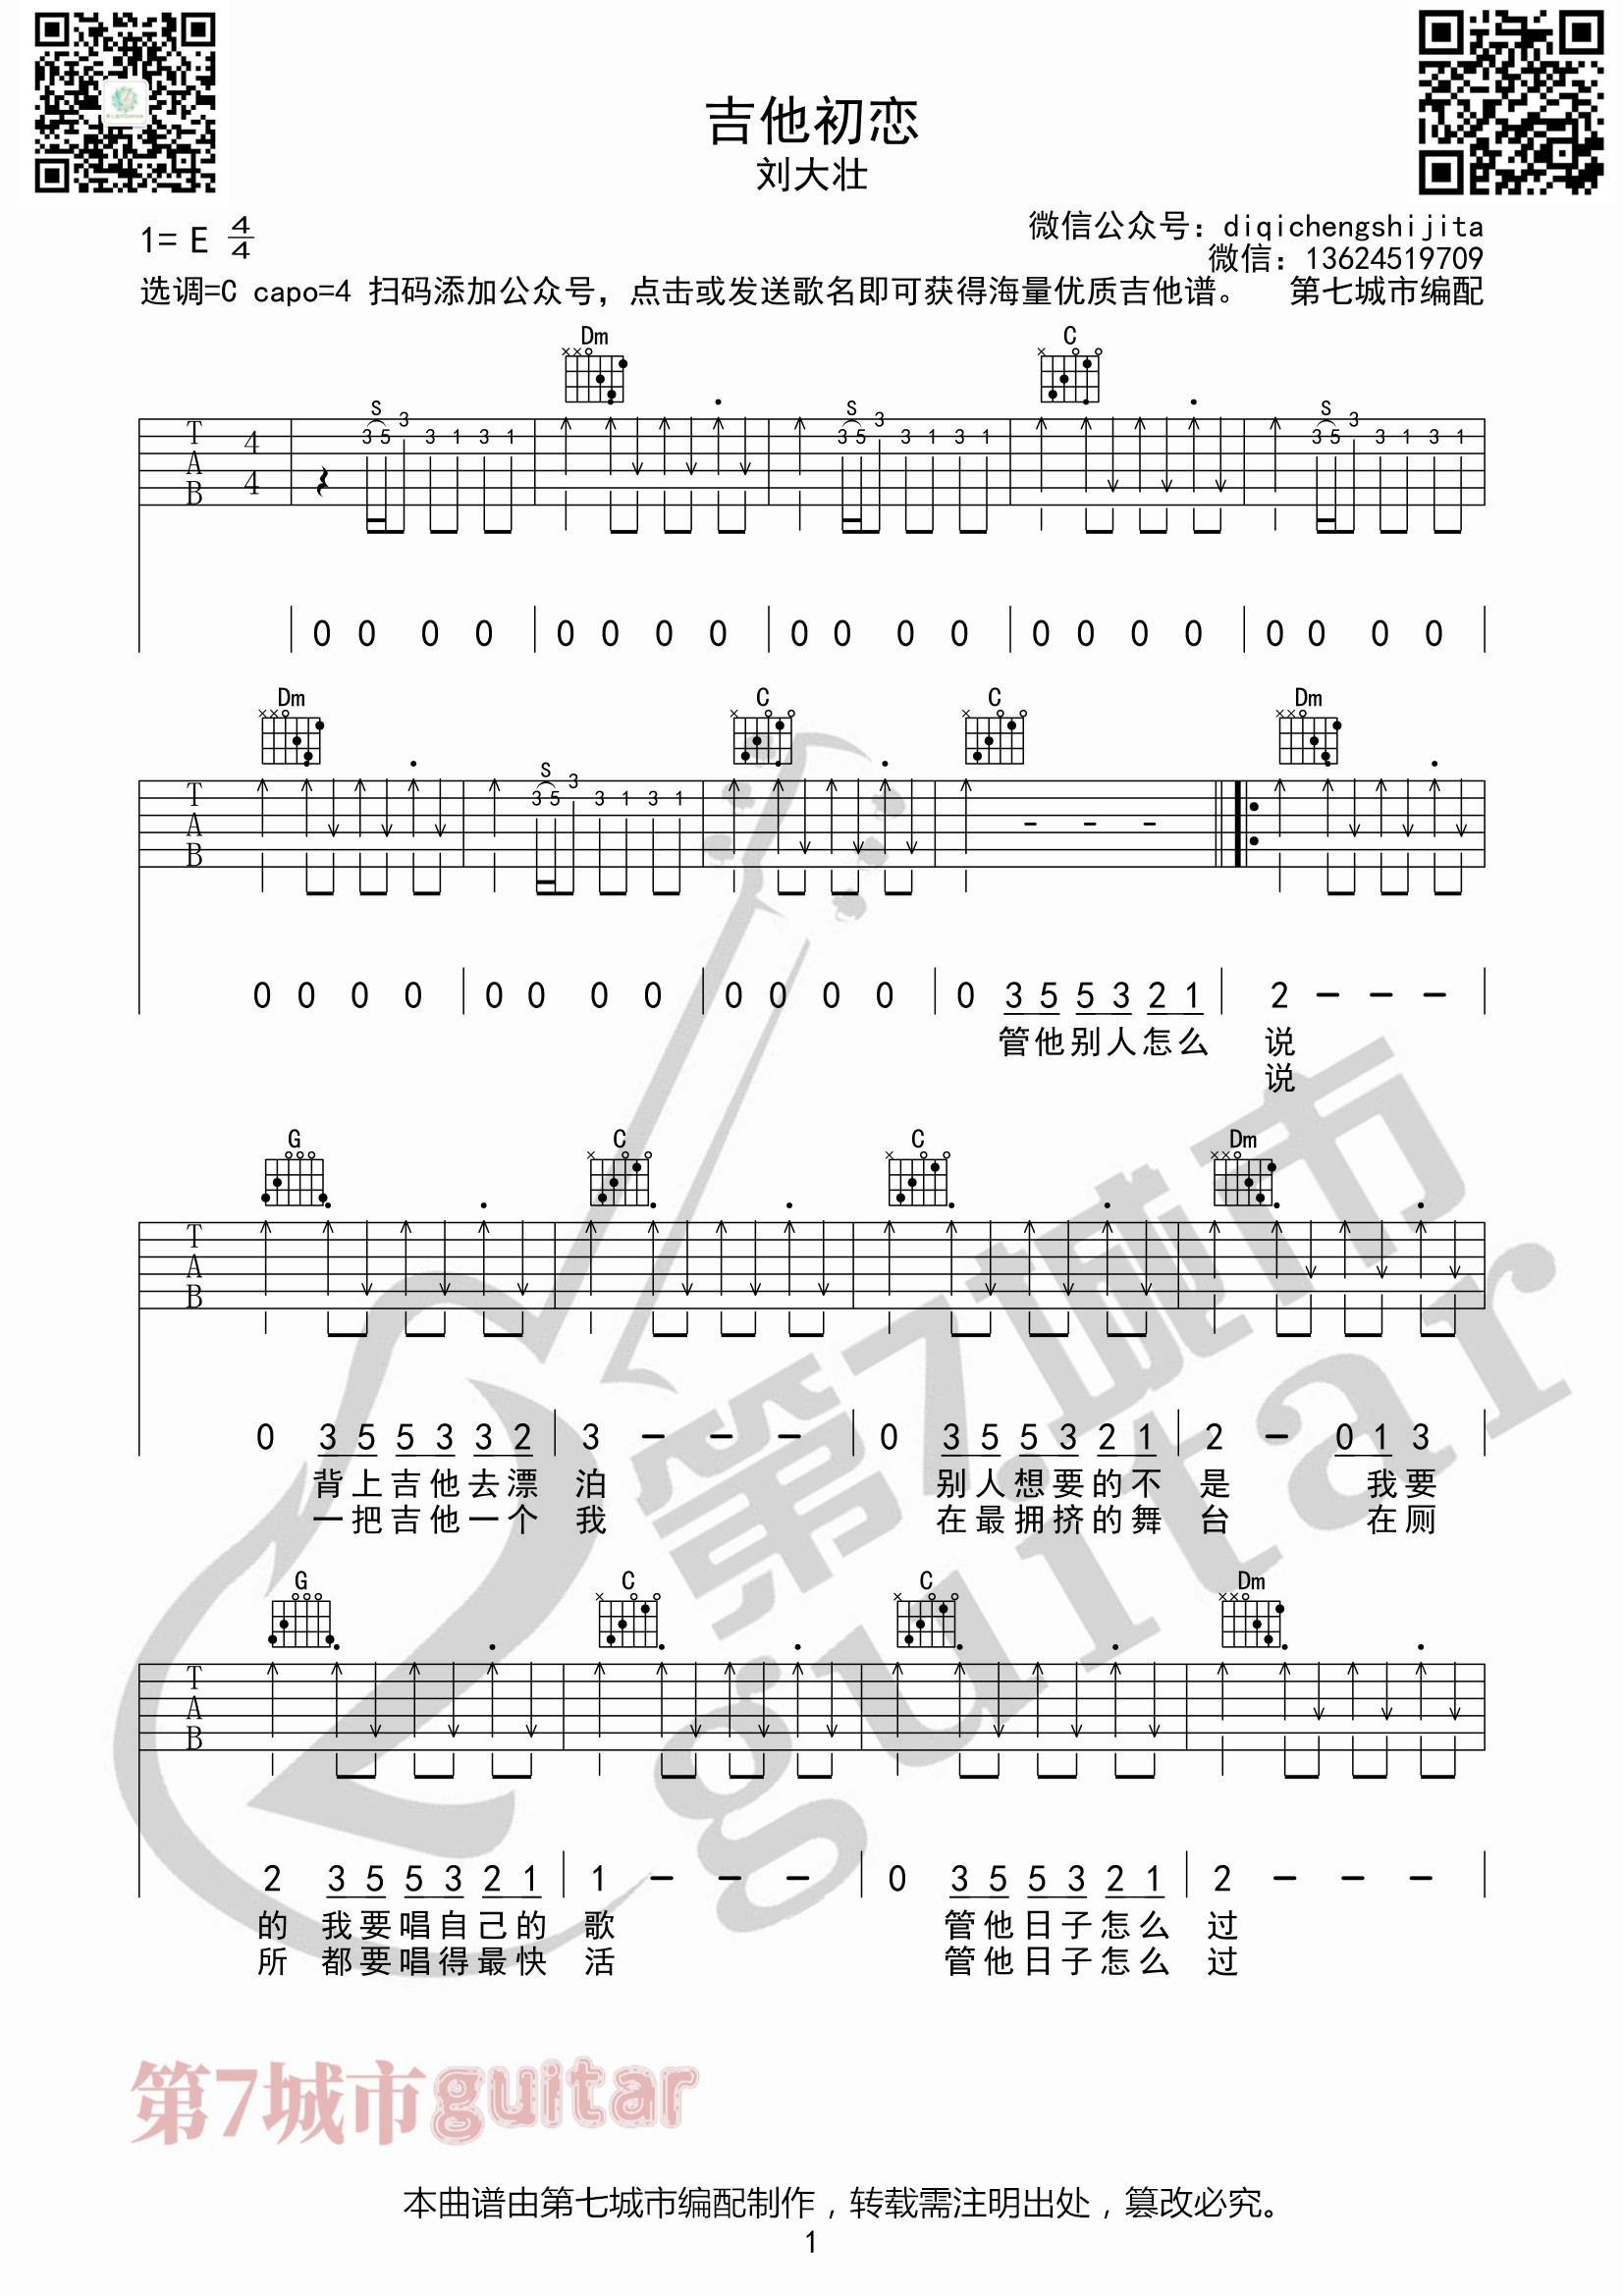 吉他初恋
刘大壮
1= E 4/4
微信公众号：diqichengshijita
微信：13624519709
选调=C capo=4 扫码添加公众号，点击或发送歌名即可获得海量优质吉他谱。 第七城市编配
Dm C
S 3 S 3 S 3
T A B 4/4 3 5 3 1 3 1 3 5 3 1 3 1 3 5 3 1 3 1
0 0 0 0 0 0 0 0 0 0 0 0 0 0 0 0 0 0 0 0
Dm C C Dm
S 3
T A B 3 5 3 1 3 1 - - -
0 0 0 0 0 0 0 0 0 0 0 0 0 3 5 5 3 2 1 2 - - -
管他别人怎么 说
说
G C C Dm
T A B
0 3 5 5 3 3 2 3 - - - 0 3 5 5 3 2 1 2 - 0 1 3
背上吉他去漂 泊 别人想要的不 是 我要
一把吉他一个 我 在最拥挤的舞 台 在厕
G C C Dm
T A B
2 3 5 5 3 2 1 1 - - - 0 3 5 5 3 2 1 2 - - -
的 我要唱自己的 歌 管他日子怎么 过
所 都要唱得最快 活 管他日子怎么 过
第7城市
guitar
第7城市guitar
本曲谱由第七城市编配制作，转载需注明出处，篡改必究。
1